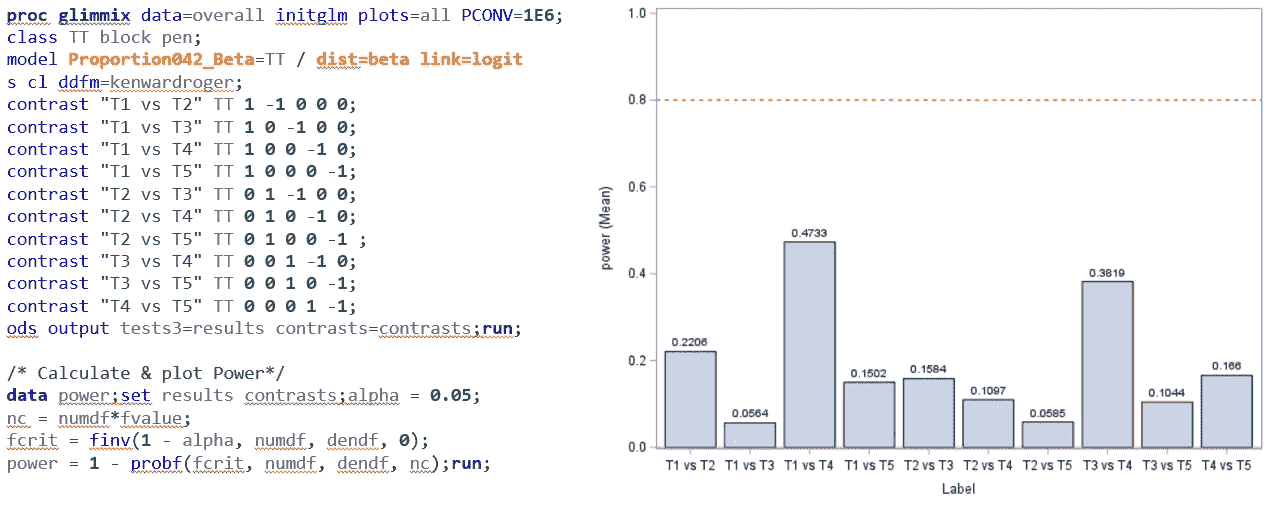 proc glimmix data=overall initglm plots=all PCONV=1E6;
class TT block pen;
model Proportion042_Beta=TT / dist=beta link=logit
s cl ddfm=kenwardroger;
contrast "T1 vs T2" TT 1 -1 0 0 0;
contrast "T1 vs T3" TT 1 0 -1 0 0;
contrast "T1 vs T4" TT 1 0 0 -1 0;
contrast "T1 vs T5" TT 1 0 0 0 -1;
contrast "T2 vs T3" TT 0 1 -1 0 0;
contrast "T2 vs T4" TT 0 1 0 -1 0;
contrast "T2 vs T5" TT 0 1 0 0 -1 ;
contrast "T3 vs T4" TT 0 0 1 -1 0;
contrast "T3 vs T5" TT 0 0 1 0 -1;
contrast "T4 vs T5" TT 0 0 0 1 -1;
ods output tests3=results contrasts=contrasts;run;
/* Calculate & plot Power*/
data power;set results contrasts;alpha = 0.05;
nc = numdf*fvalue;
fcrit = finv(1 - alpha, numdf, dendf, 0);
power = 1 - probf(fcrit, numdf, dendf, nc);run;
power (Mean)
1.0
0.8
0.6
0.4
0.2
0.0
0.2206
0.0564
0.4733
0.1502
0.1584
0.1097
0.0585
0.3819
0.1044
0.166
T1 vs T2 T1 vs T3 T1 vs T4 T1 vs T5 T2 vs T3 T2 vs T4 T2 vs T5 T3 vs T4 T3 vs T5 T4 vs T5
Label